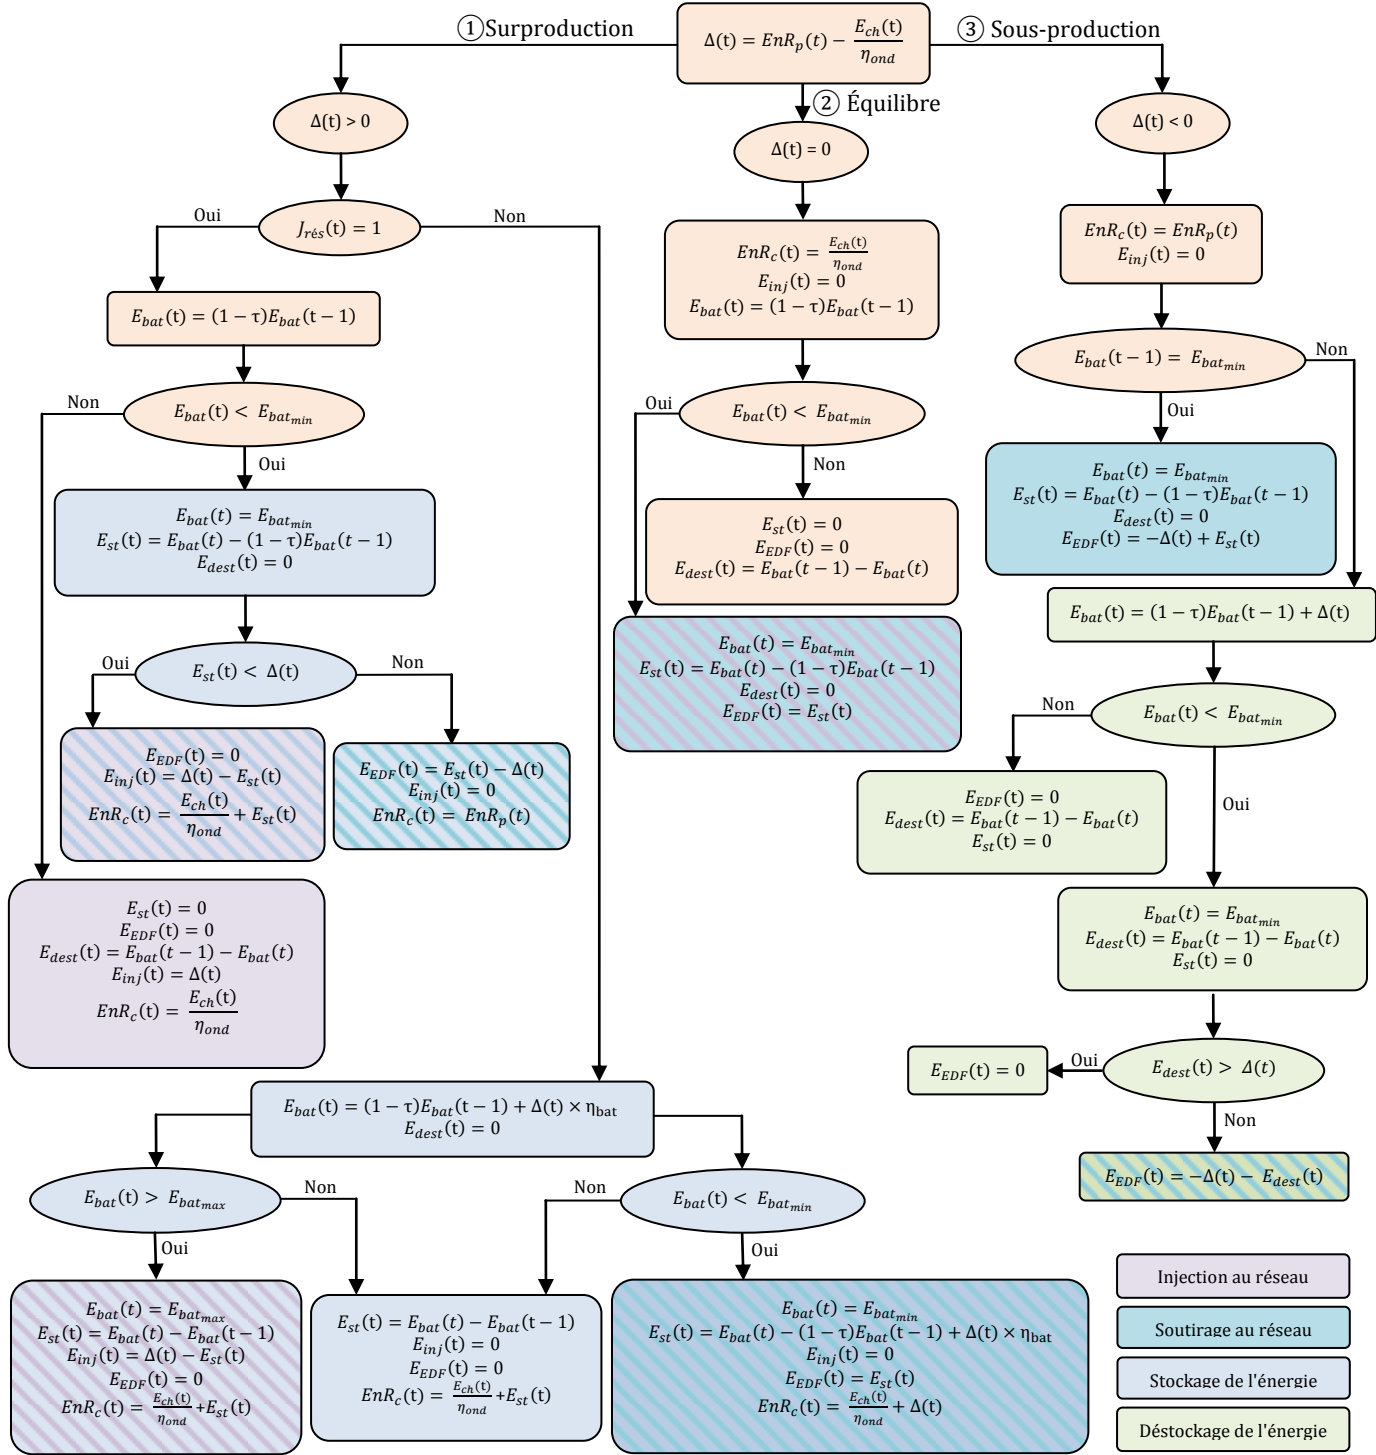 ①Surproduction
Δ(t) = EnR_p(t) − E_ch(t)/η_ond
③ Sous-production
② Équilibre
Δ(t) > 0
Δ(t) = 0
Δ(t) < 0
Oui
J_rés(t) = 1
Non
EnR_c(t) = E_ch(t)/η_ond
E_inj(t) = 0
E_bat(t) = (1 − τ)E_bat(t − 1)
EnR_c(t) = EnR_p(t)
E_inj(t) = 0
E_bat(t) = (1 − τ)E_bat(t − 1)
E_bat(t − 1) = E_bat_min
Non
Oui
Non
E_bat(t) < E_bat_min
Oui
Oui
E_bat(t) < E_bat_min
Non
E_bat(t) = E_bat_min
E_st(t) = E_bat(t) − (1 − τ)E_bat(t − 1)
E_dest(t) = 0
E_EDF(t) = −Δ(t) + E_st(t)
E_bat(t) = E_bat_min
E_st(t) = E_bat(t) − (1 − τ)E_bat(t − 1)
E_dest(t) = 0
E_st(t) = 0
E_EDF(t) = 0
E_dest(t) = E_bat(t − 1) − E_bat(t)
E_bat(t) = (1 − τ)E_bat(t − 1) + Δ(t)
Oui
E_st(t) < Δ(t)
Non
E_bat(t) = E_bat_min
E_st(t) = E_bat(t) − (1 − τ)E_bat(t − 1)
E_dest(t) = 0
E_EDF(t) = E_st(t)
Non
E_bat(t) < E_bat_min
Oui
E_EDF(t) = 0
E_inj(t) = Δ(t) − E_st(t)
EnR_c(t) = E_ch(t)/η_ond + E_st(t)
E_EDF(t) = E_st(t) − Δ(t)
E_inj(t) = 0
EnR_c(t) = EnR_p(t)
E_EDF(t) = 0
E_dest(t) = E_bat(t − 1) − E_bat(t)
E_st(t) = 0
E_st(t) = 0
E_EDF(t) = 0
E_dest(t) = E_bat(t − 1) − E_bat(t)
E_inj(t) = Δ(t)
EnR_c(t) = E_ch(t)/η_ond
E_bat(t) = E_bat_min
E_dest(t) = E_bat(t − 1) − E_bat(t)
E_st(t) = 0
E_EDF(t) = 0
Oui
E_dest(t) > Δ(t)
Non
E_EDF(t) = −Δ(t) − E_dest(t)
E_bat(t) = (1 − τ)E_bat(t − 1) + Δ(t) × η_bat
E_dest(t) = 0
E_bat(t) > E_bat_max
Non
Oui
Non
E_bat(t) < E_bat_min
Oui
E_bat(t) = E_bat_max
E_st(t) = E_bat(t) − E_bat(t − 1)
E_inj(t) = Δ(t) − E_st(t)
E_EDF(t) = 0
EnR_c(t) = E_ch(t)/η_ond +E_st(t)
E_st(t) = E_bat(t) − E_bat(t − 1)
E_inj(t) = 0
E_EDF(t) = 0
EnR_c(t) = E_ch(t)/η_ond +E_st(t)
E_bat(t) = E_bat_min
E_st(t) = E_bat(t) − (1 − τ)E_bat(t − 1) + Δ(t) × η_bat
E_inj(t) = 0
E_EDF(t) = E_st(t)
EnR_c(t) = E_ch(t)/η_ond + Δ(t)
Injection au réseau
Soutirage au réseau
Stockage de l'énergie
Déstockage de l'énergie